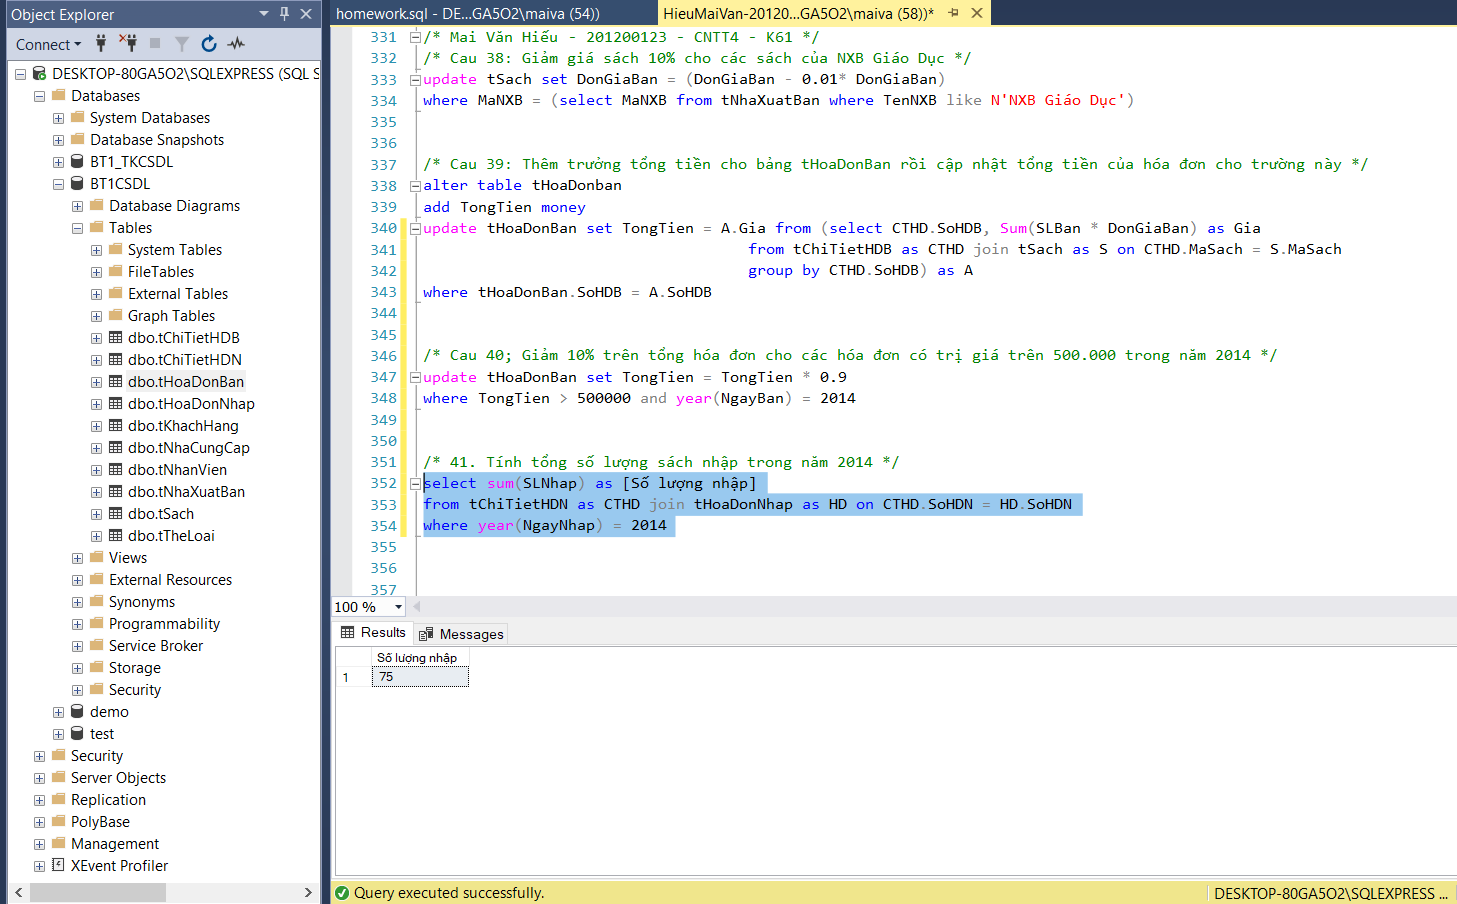 Object Explorer
Connect
DESKTOP-80GA5O2\SQLEXPRESS (SQL S
Databases
System Databases
Database Snapshots
BT1_TKCSDL
BT1CSDL
Database Diagrams
Tables
System Tables
FileTables
External Tables
Graph Tables
dbo.tChiTietHDB
dbo.tChiTietHDN
dbo.tHoaDonBan
dbo.tHoaDonNhap
dbo.tKhachHang
dbo.tNhaCungCap
dbo.tNhanVien
dbo.tNhaXuatBan
dbo.tSach
dbo.tTheLoai
Views
External Resources
Synonyms
Programmability
Service Broker
Storage
Security
demo
test
Security
Server Objects
Replication
PolyBase
Management
XEvent Profiler
homework.sql - DE...GA5O2\maiva (54))
HieuMaiVan-20120...GA5O2\maiva (58))*
331 /* Mai Văn Hiếu - 201200123 - CNTT4 - K61 */
332 /* Cau 38: Giảm giá sách 10% cho các sách của NXB Giáo Dục */
333 update tSach set DonGiaBan = (DonGiaBan - 0.01* DonGiaBan)
334 where MaNXB = (select MaNXB from tNhaXuatBan where TenNXB like N'NXB Giáo Dục')
335
336
337 /* Cau 39: Thêm trưởng tổng tiền cho bảng tHoaDonBan rồi cập nhật tổng tiền của hóa đơn cho trường này */
338 alter table tHoaDonban
339 add TongTien money
340 update tHoaDonBan set TongTien = A.Gia from (select CTHD.SoHDB, Sum(SLBan * DonGiaBan) as Gia
341 from tChiTietHDB as CTHD join tSach as S on CTHD.MaSach = S.MaSach
342 group by CTHD.SoHDB) as A
343 where tHoaDonBan.SoHDB = A.SoHDB
344
345
346 /* Cau 40; Giảm 10% trên tổng hóa đơn cho các hóa đơn có trị giá trên 500.000 trong năm 2014 */
347 update tHoaDonBan set TongTien = TongTien * 0.9
348 where TongTien > 500000 and year(NgayBan) = 2014
349
350
351 /* 41. Tính tổng số lượng sách nhập trong năm 2014 */
352 select sum(SLNhap) as [Số lượng nhập]
353 from tChiTietHDN as CTHD join tHoaDonNhap as HD on CTHD.SoHDN = HD.SoHDN
354 where year(NgayNhap) = 2014
355
356
357
100 %
Results Messages
Số lượng nhập
1 75
Query executed successfully.
DESKTOP-80GA5O2\SQLEXPRESS ...